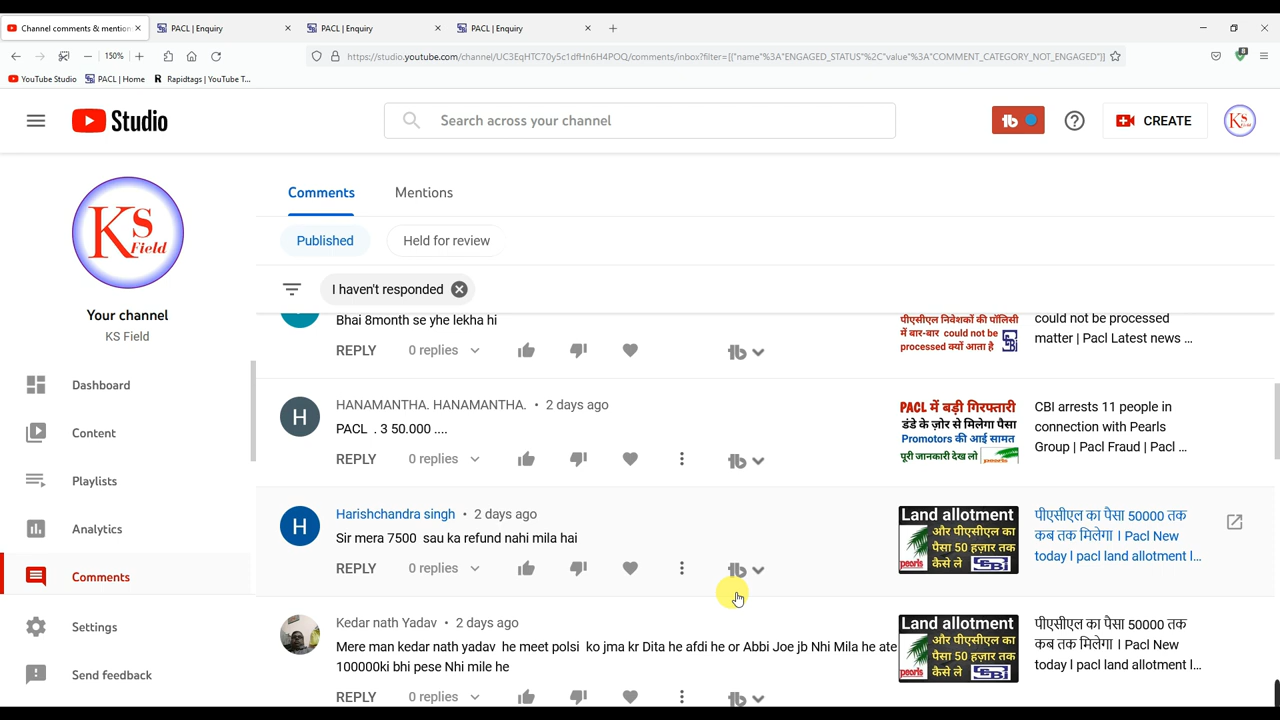 Channel comments & mention
PACL | Enquiry
PACL | Enquiry
PACL | Enquiry
150%
https://studio.youtube.com/channel/UC3EqHTC70y5c1dfHn6H4POQ/comments/inbox?filter=[{"name"%3A"ENGAGED_STATUS"%2C"value"%3A"COMMENT_CATEGORY_NOT_ENGAGED"}]
8
YouTube Studio
PACL | Home
R Rapidtags | YouTube T...
Studio
Search across your channel
tb
CREATE
KS Field
KS Field
Your channel
KS Field
Dashboard
Content
Playlists
Analytics
Comments
Settings
Send feedback
Comments
Mentions
Published
Held for review
I haven't responded
Bhai 8month se yhe lekha hi
REPLY
0 replies
पीएसीएल निवेशकों की पॉलिसी
में बार-बार could not be
processed क्यों आता है
could not be processed
matter | Pacl Latest news ...
H
HANAMANTHA. HANAMANTHA. • 2 days ago
PACL . 3 50.000 ....
REPLY
0 replies
PACL में बड़ी गिरफ्तारी
डंडे के ज़ोर से मिलेगा पैसा
Promotors की आई सामत
पूरी जानकारी देख लो
pearls
CBI arrests 11 people in
connection with Pearls
Group | Pacl Fraud | Pacl ...
H
Harishchandra singh • 2 days ago
Sir mera 7500 sau ka refund nahi mila hai
REPLY
0 replies
Land allotment
और पीएसीएल का
पैसा 50 हज़ार तक
कैसे ले
pearls
SEBI
पीएसीएल का पैसा 50000 तक
कब तक मिलेगा । Pacl New
today l pacl land allotment l...
Kedar nath Yadav • 2 days ago
Mere man kedar nath yadav he meet polsi ko jma kr Dita he afdi he or Abbi Joe jb Nhi Mila he ate
100000ki bhi pese Nhi mile he
REPLY
0 replies
Land allotment
और पीएसीएल का
पैसा 50 हज़ार तक
कैसे ले
pearls
SEBI
पीएसीएल का पैसा 50000 तक
कब तक मिलेगा । Pacl New
today l pacl land allotment l...